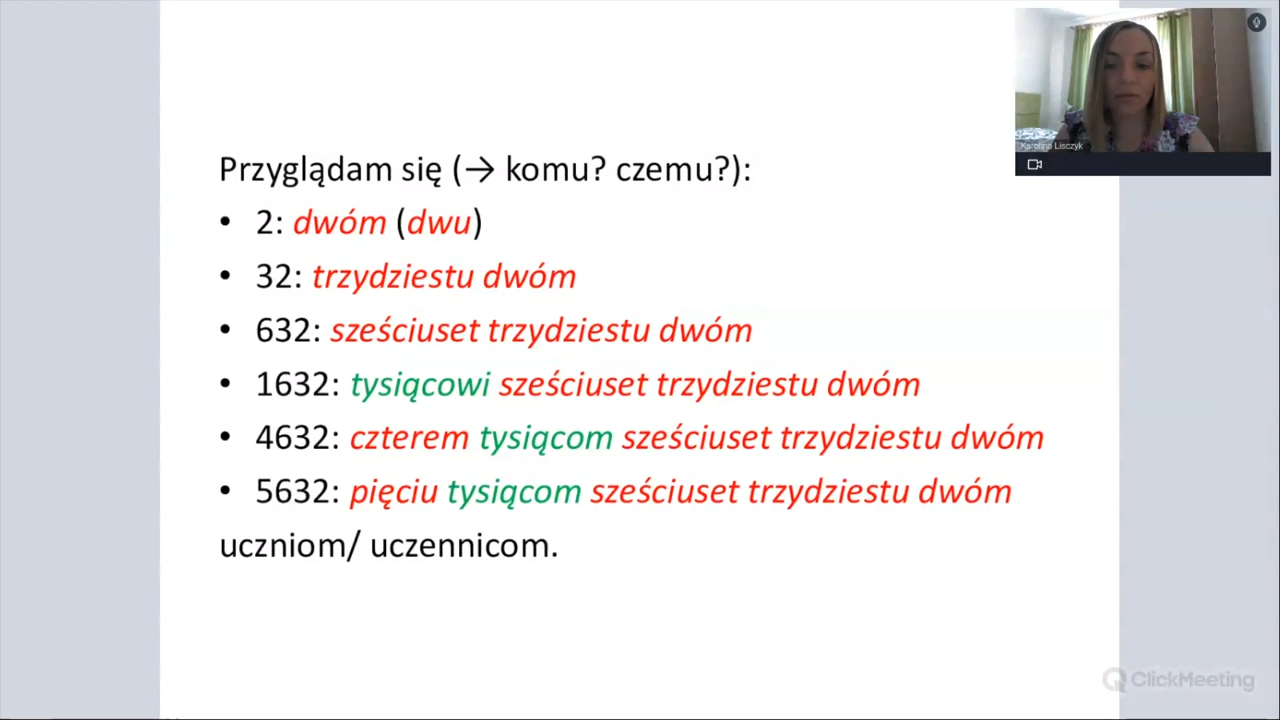 Przyglądam się (→ komu? czemu?):
• 2: dwóm (dwu)
• 32: trzydziestu dwóm
• 632: sześciuset trzydziestu dwóm
• 1632: tysiącowi sześciuset trzydziestu dwóm
• 4632: czterem tysiącom sześciuset trzydziestu dwóm
• 5632: pięciu tysiącom sześciuset trzydziestu dwóm
uczniom/ uczennicom.
Karolina Lisczyk
ClickMeeting